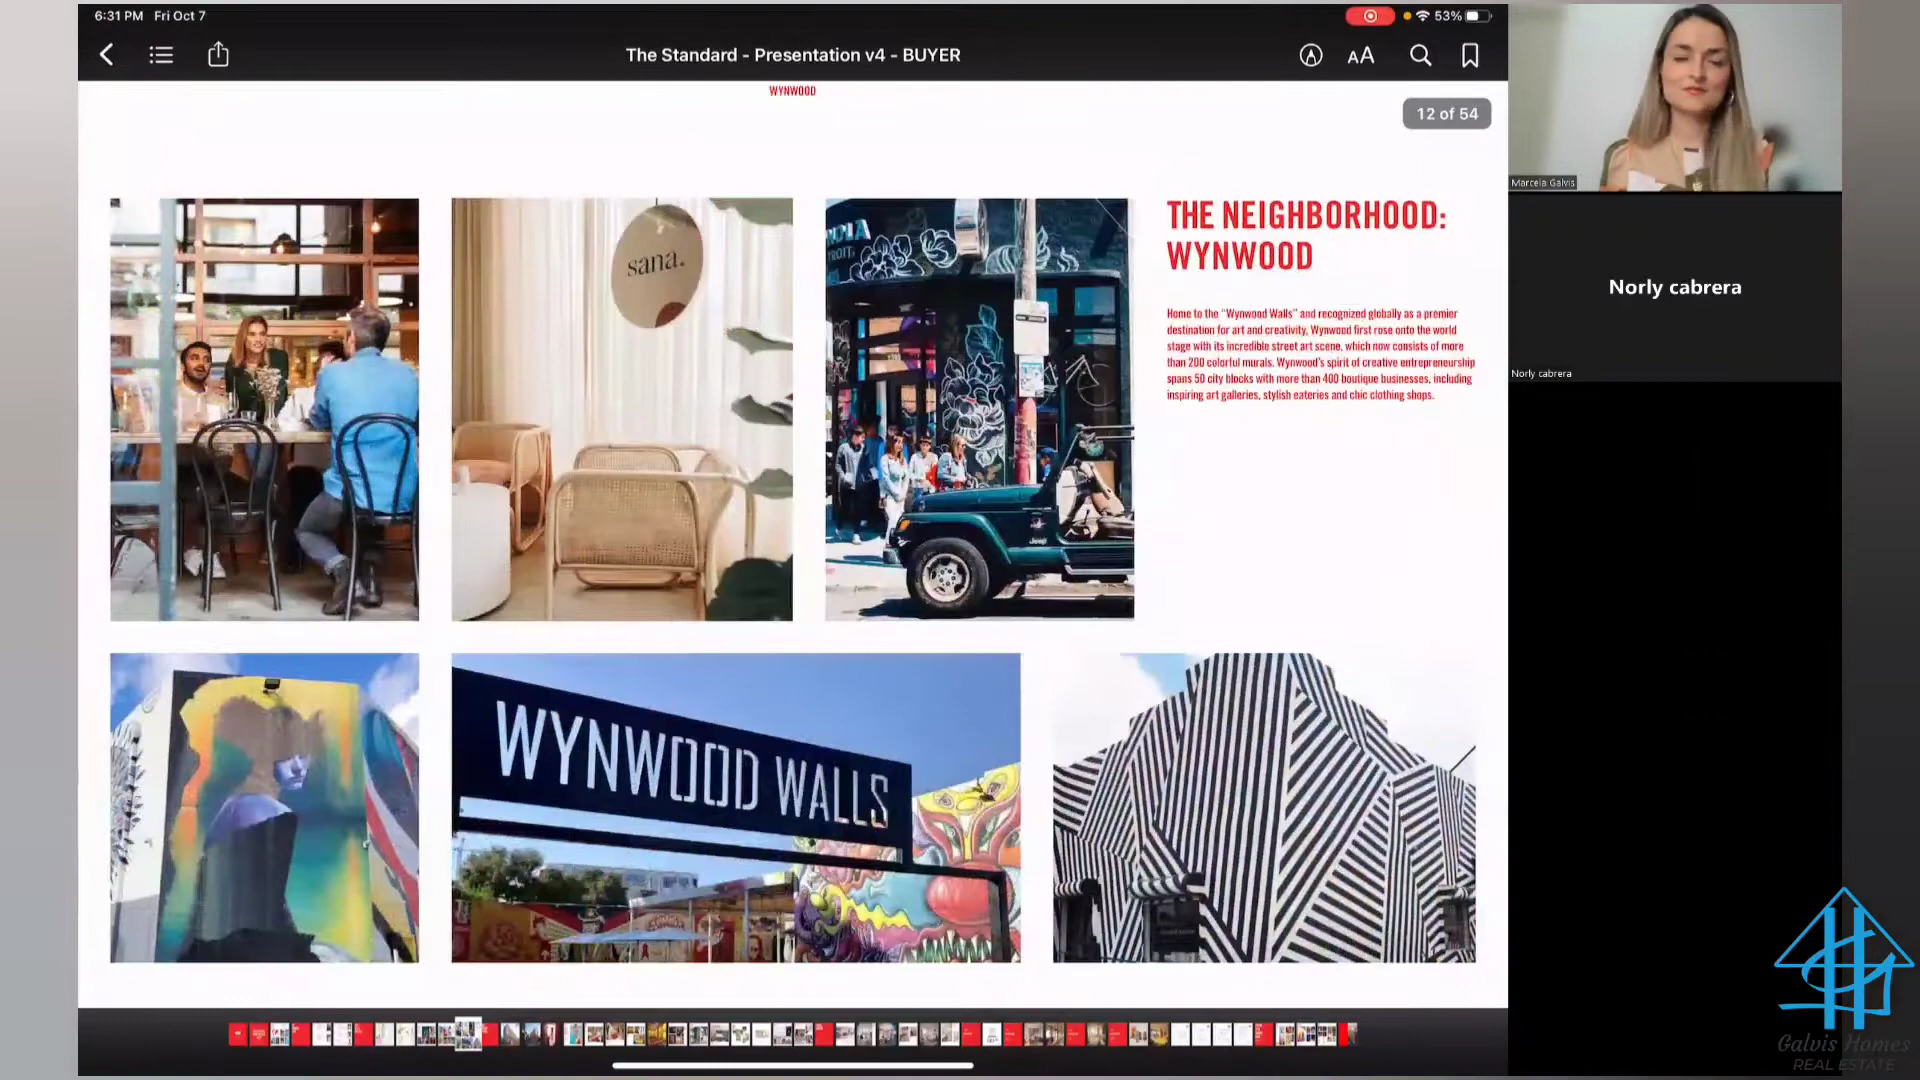 6:31 PM Fri Oct 7
53%
The Standard - Presentation v4 - BUYER
AA
WYNWOOD
12 of 54
Marcela Galvis
Norly cabrera
Norly cabrera
sana.
THE NEIGHBORHOOD:
WYNWOOD
Home to the “Wynwood Walls” and recognized globally as a premier
destination for art and creativity, Wynwood first rose onto the world
stage with its incredible street art scene, which now consists of more
than 200 colorful murals. Wynwood's spirit of creative entrepreneurship
spans 50 city blocks with more than 400 boutique businesses, including
inspiring art galleries, stylish eateries and chic clothing shops.
Jeep
WYNWOOD WALLS
Galvis Homes
REAL ESTATE